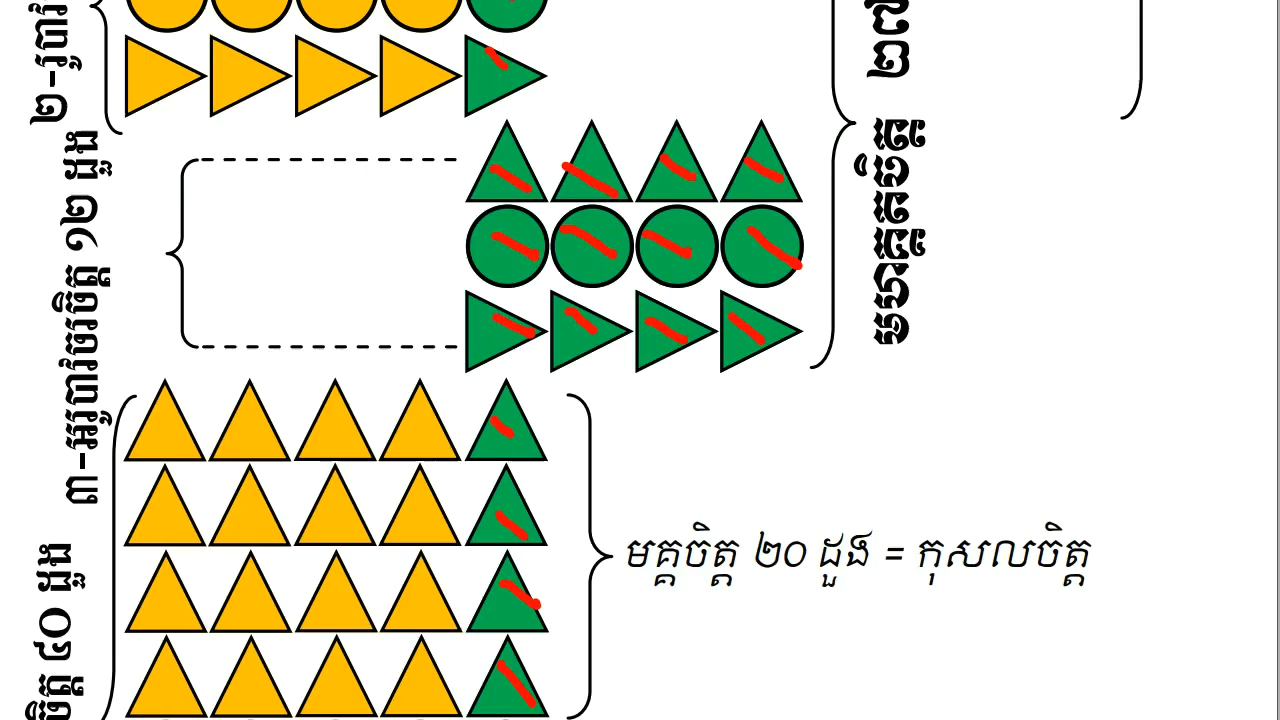 ២-រូបាវ
៣-អរូបាវចរចិត្ត ១២ ដួង
ចិត្ត ៤០ ដួង
មហគ្គតចិត្ត ២៧
មគ្គចិត្ត ២០ ដួង = កុសលចិត្ត